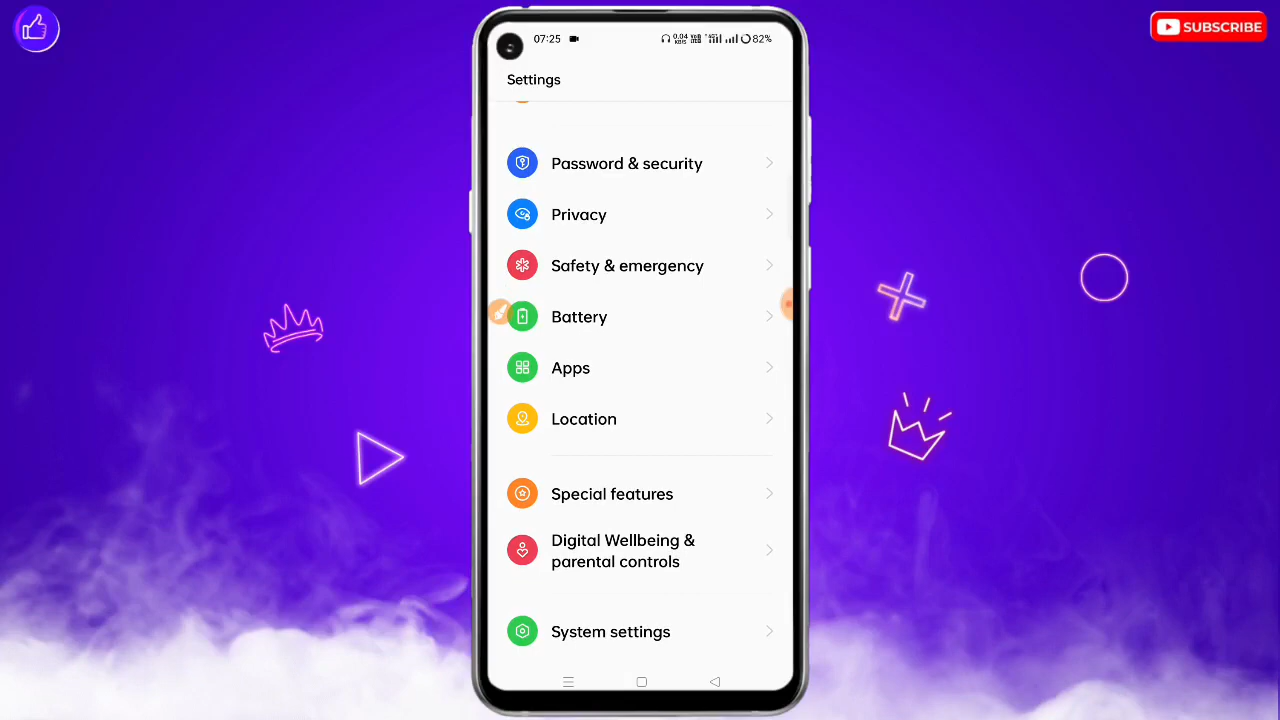 SUBSCRIBE
07:25
82%
Settings
Password & security
Privacy
Safety & emergency
Battery
Apps
Location
Special features
Digital Wellbeing &
parental controls
System settings